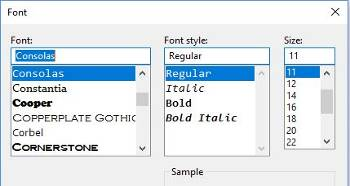 Font
Font: Font style: Size:
Consolas Regular 11
Consolas Regular 11
Constantia Italic 12
Cooper Bold 14
COPPERPLATE GOTHIC Bold Italic 16
Corbel 18
CORNERSTONE 20
22
Sample